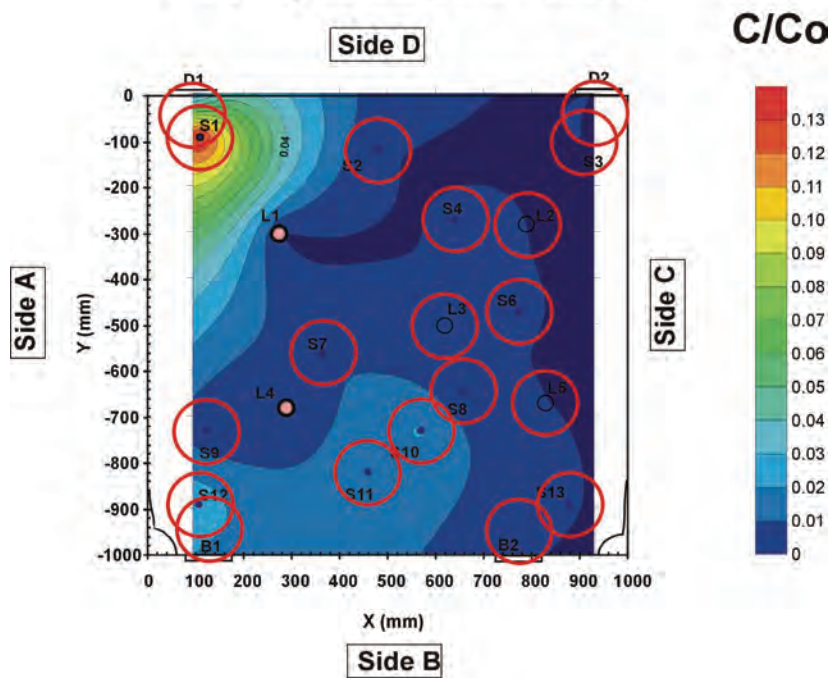 C/Co
Side D
D1
D2
S1
S2
S3
0.04
L1
S4
L2
L3
S6
S7
L4
S8
L5
S9
S10
S11
S12
S13
B1
B2
0
-100
-200
-300
-400
-500
-600
-700
-800
-900
-1000
Y (mm)
Side A
Side C
0 100 200 300 400 500 600 700 800 900 1000
X (mm)
Side B
0.13
0.12
0.11
0.10
0.09
0.08
0.07
0.06
0.05
0.04
0.03
0.02
0.01
0